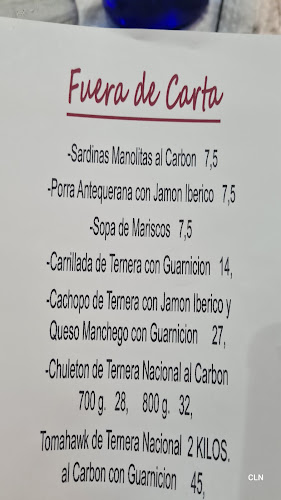 Fuera de Carta
-Sardinas Manolitas al Carbon 7,5
-Porra Antequerana con Jamon Iberico 7,5
-Sopa de Mariscos 7,5
-Carrillada de Ternera con Guarnicion 14,
-Cachopo de Ternera con Jamon Iberico y
Queso Manchego con Guarnicion 27,
-Chuleton de Ternera Nacional al Carbon
700 g. 28, 800 g. 32,
Tomahawk de Ternera Nacional 2 KILOS.
al Carbon con Guarnicion 45,
CLN